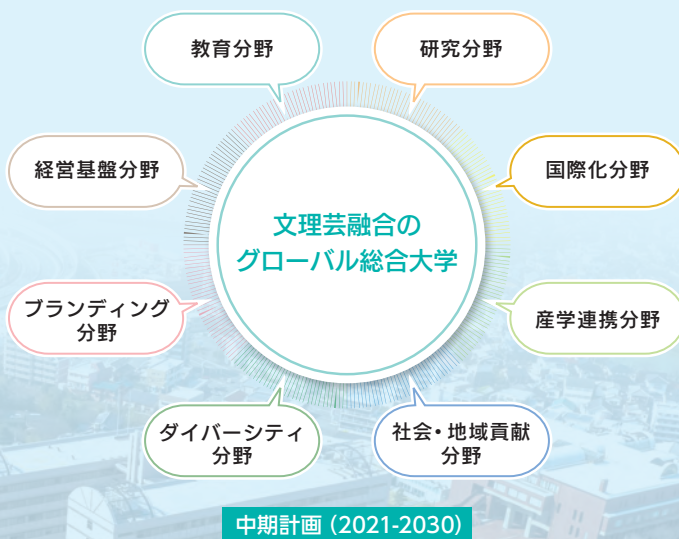 教育分野
研究分野
経営基盤分野
国際化分野
文理芸融合の
グローバル総合大学
ブランディング
分野
産学連携分野
ダイバーシティ
分野
社会・地域貢献
分野
中期計画 (2021-2030)